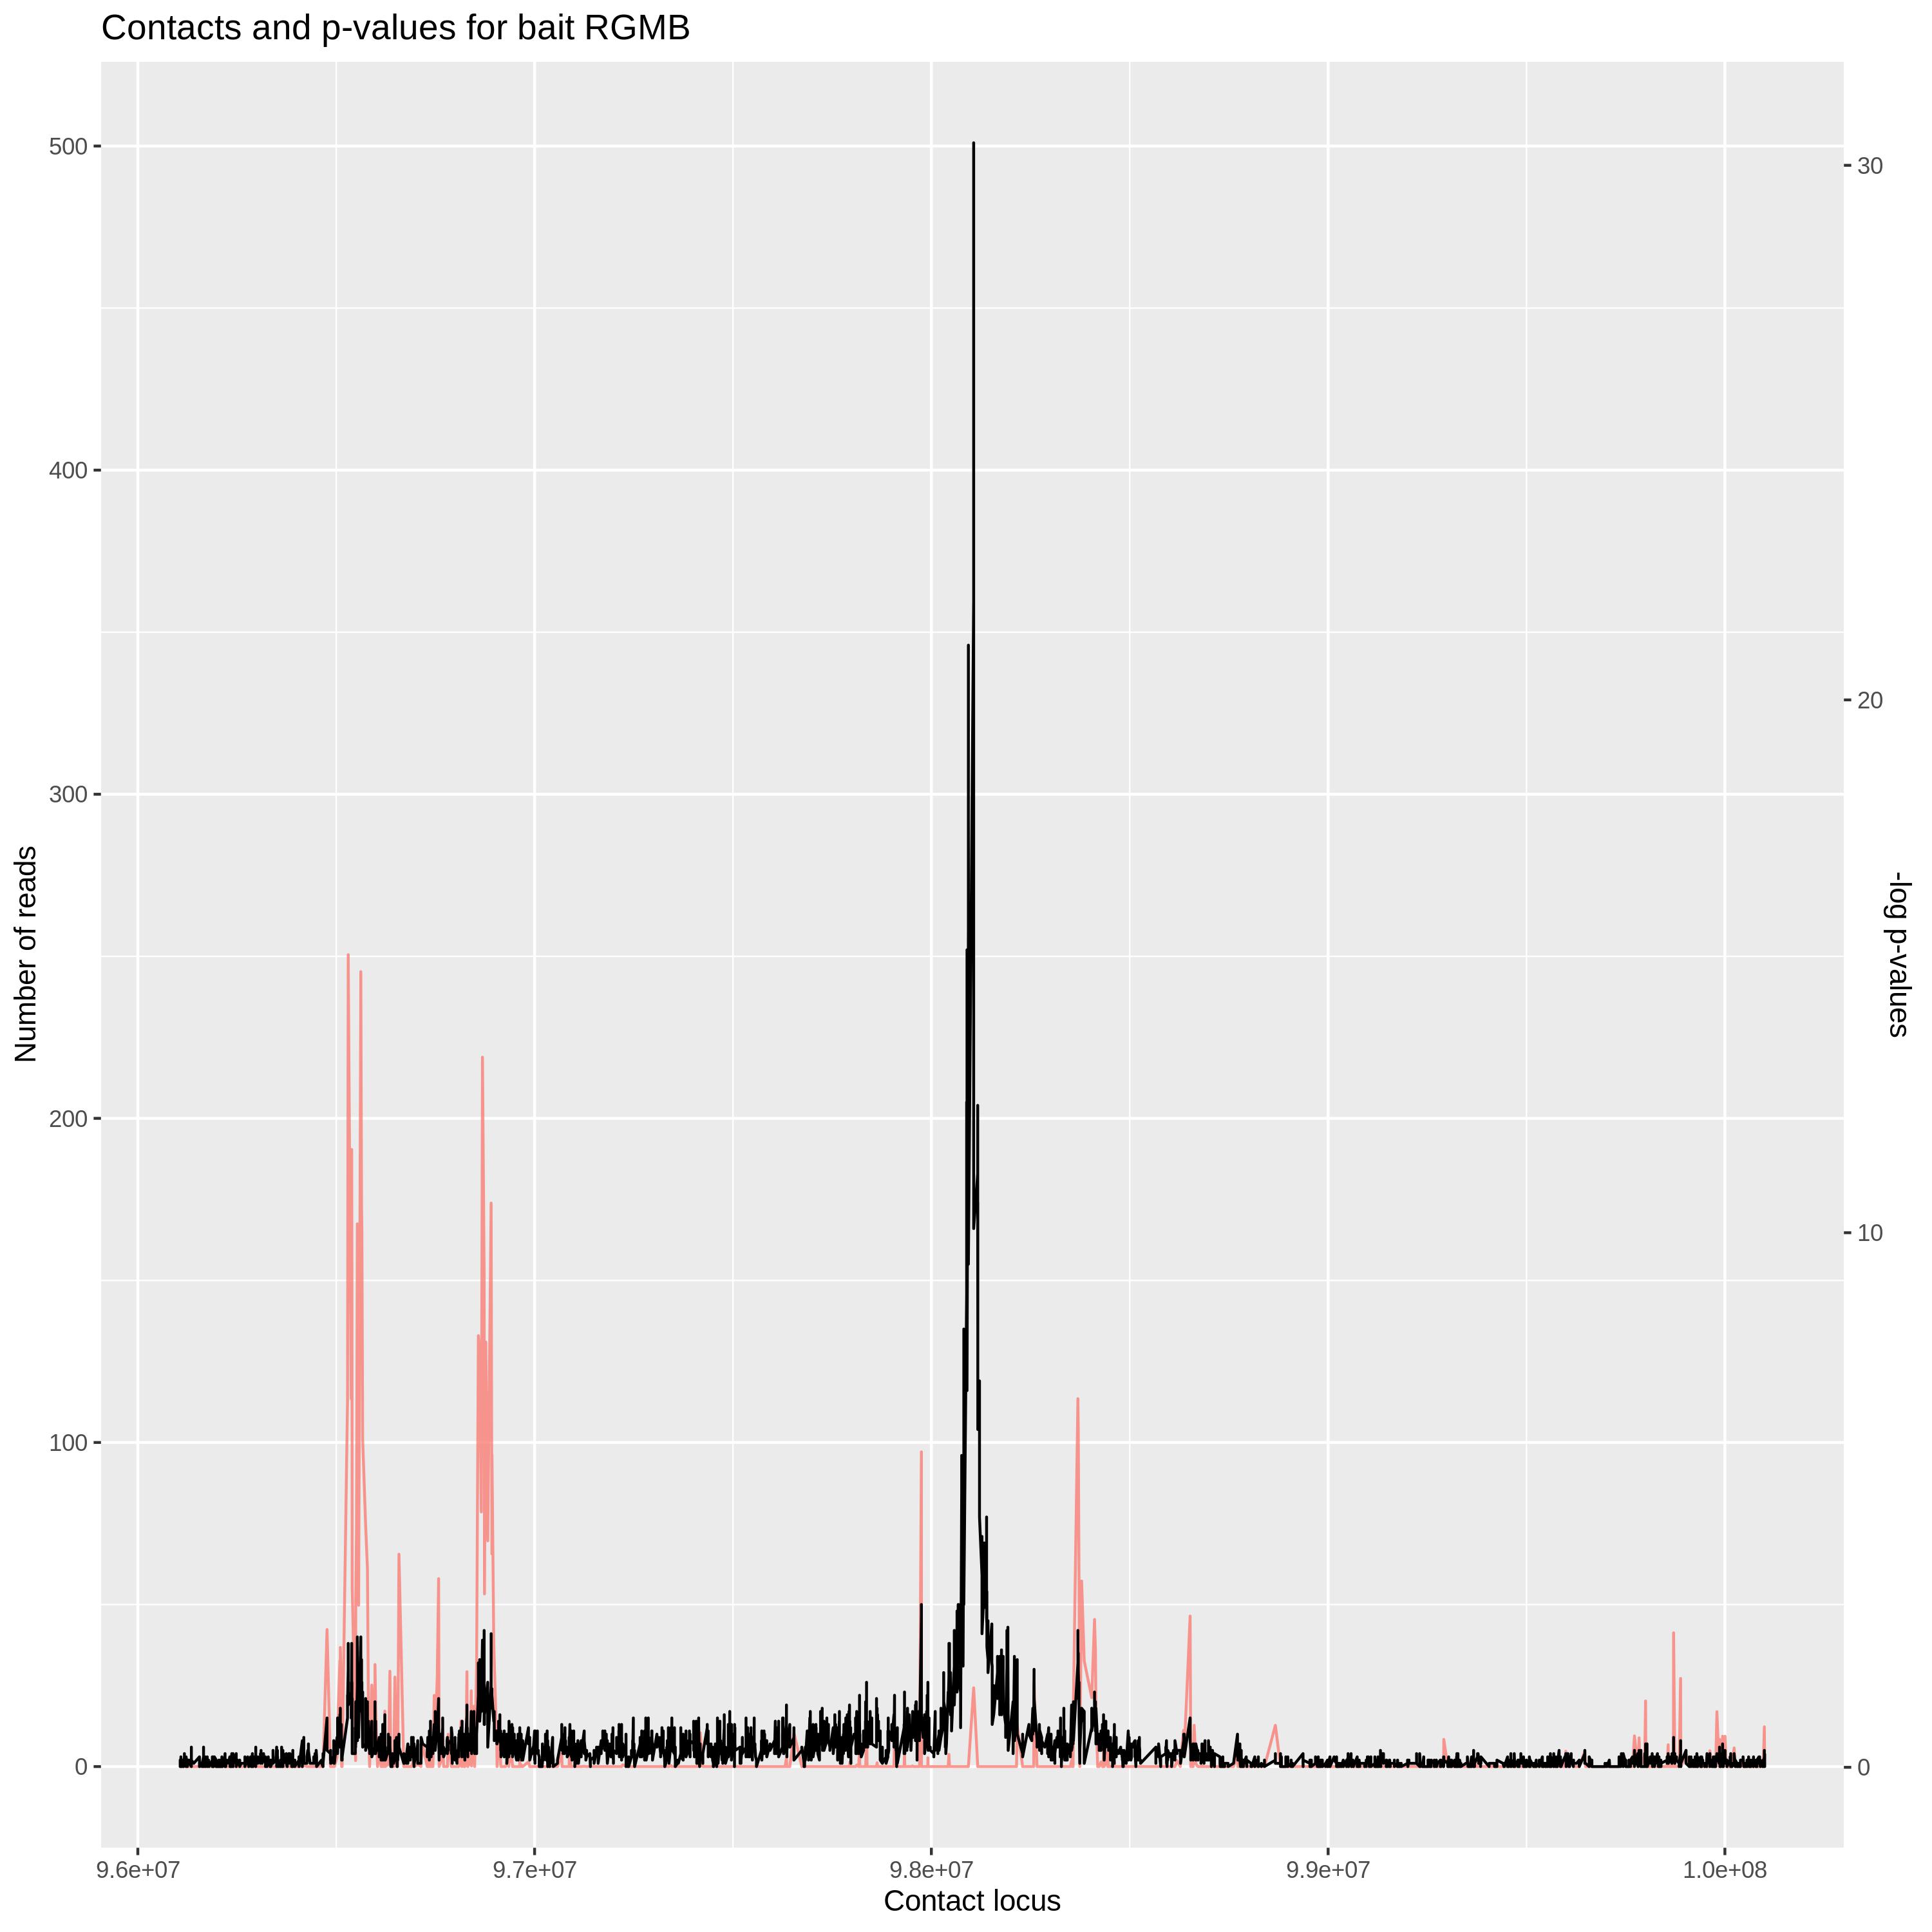 Contacts and p-values for bait RGMB
500
400
300
200
100
0
Number of reads
30
20
10
0
-log p-values
9.6e+07 9.7e+07 9.8e+07 9.9e+07 1.0e+08
Contact locus